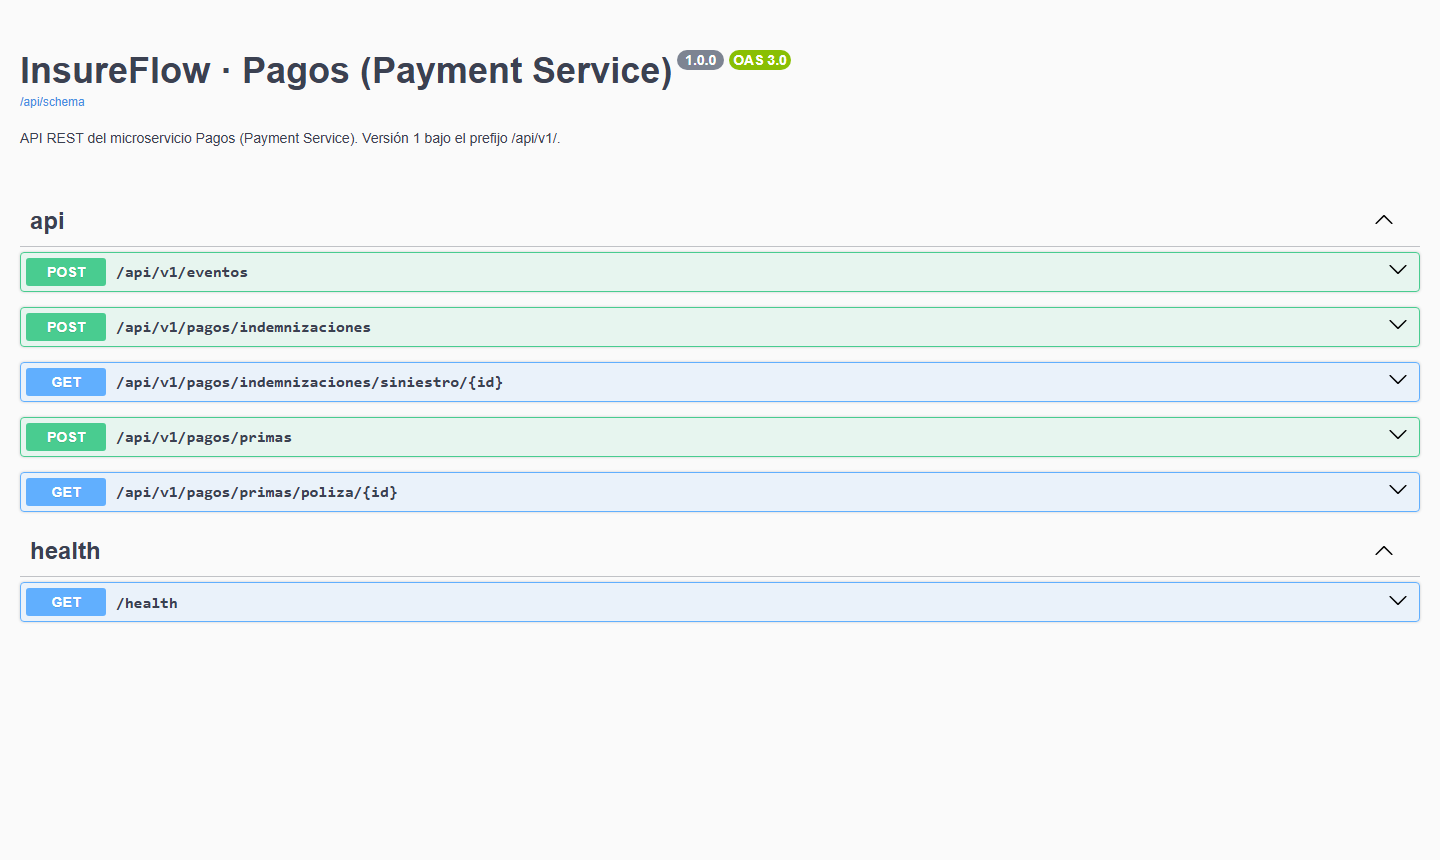 InsureFlow · Pagos (Payment Service) 1.0.0 OAS 3.0
/api/schema
API REST del microservicio Pagos (Payment Service). Versión 1 bajo el prefijo /api/v1/.
api
POST /api/v1/eventos
POST /api/v1/pagos/indemnizaciones
GET /api/v1/pagos/indemnizaciones/siniestro/{id}
POST /api/v1/pagos/primas
GET /api/v1/pagos/primas/poliza/{id}
health
GET /health